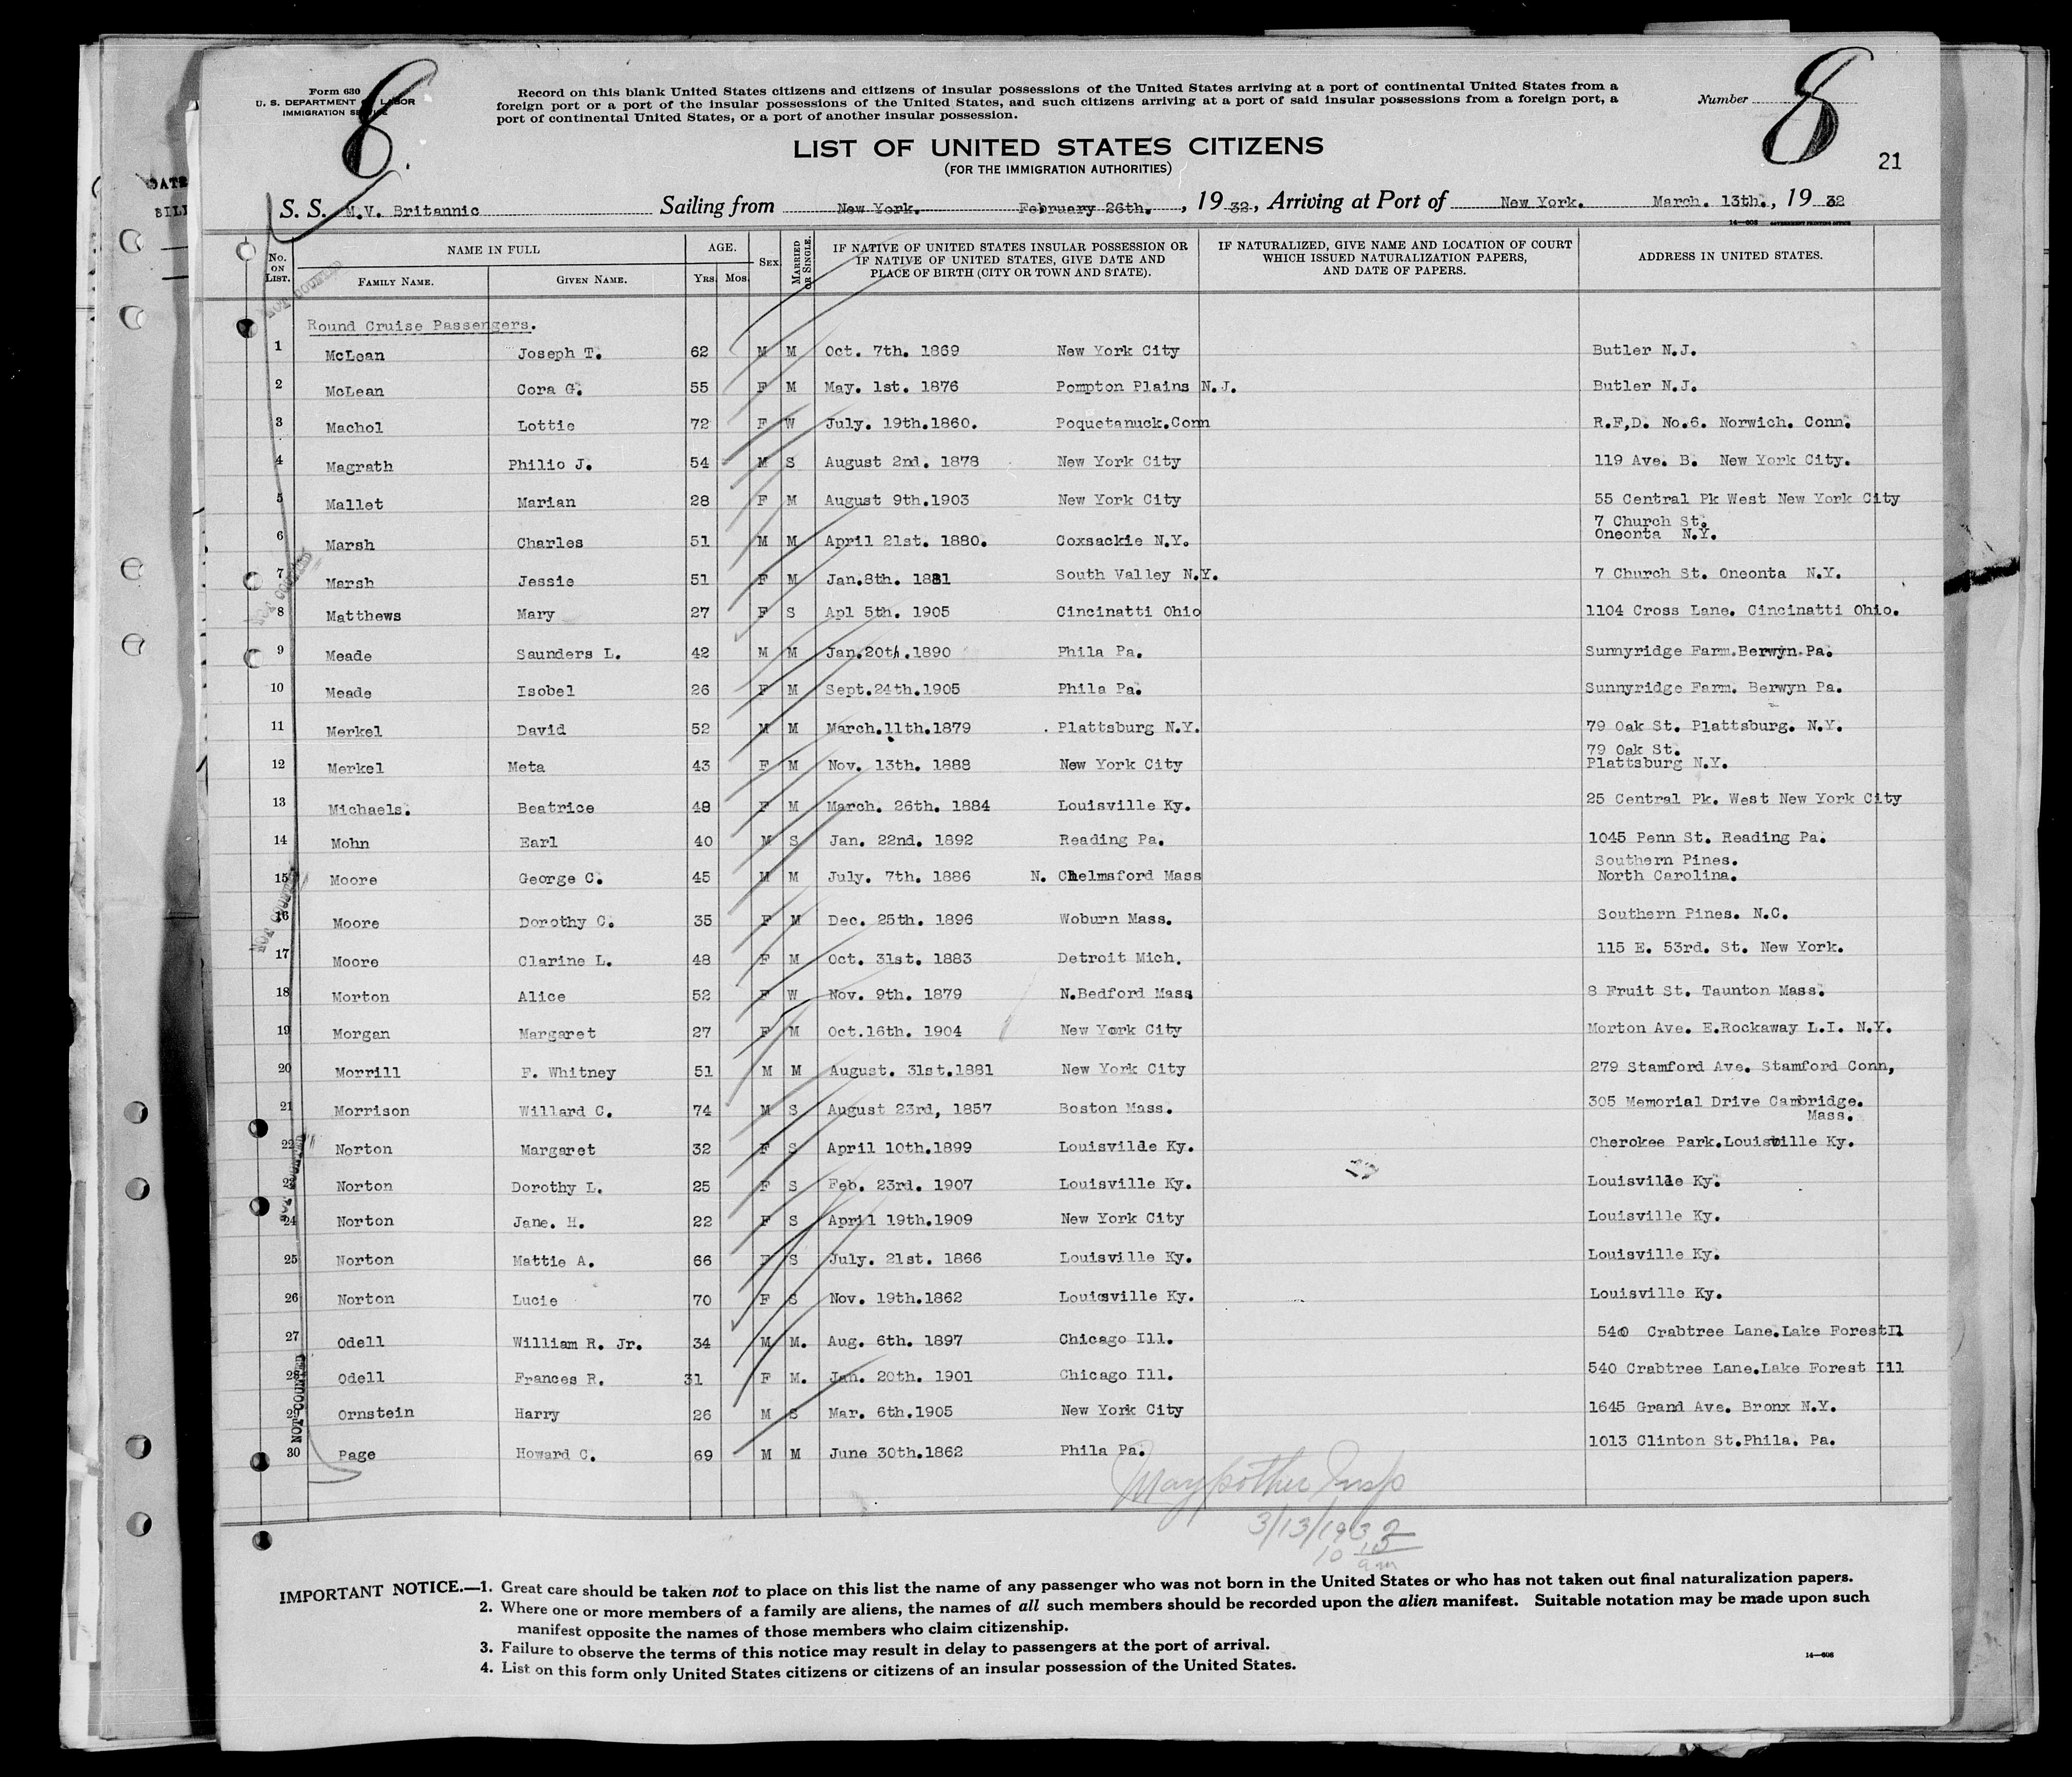 8
8
Form 630
U. S. DEPARTMENT OF LABOR
IMMIGRATION SERVICE
Record on this blank United States citizens and citizens of insular possessions of the United States arriving at a port of continental United States from a
foreign port or a port of the insular possessions of the United States, and such citizens arriving at a port of said insular possessions from a foreign port, a
port of continental United States, or a port of another insular possession.
Number
LIST OF UNITED STATES CITIZENS
(FOR THE IMMIGRATION AUTHORITIES)
21
S. S. M.V. Britannic Sailing from New York. February 26th. , 19 32, Arriving at Port of New York. March. 13th., 19 32
14—608 GOVERNMENT PRINTING OFFICE
No. ON LIST. NAME IN FULL AGE. SEX MARRIED OR SINGLE. IF NATIVE OF UNITED STATES INSULAR POSSESSION OR IF NATIVE OF UNITED STATES, GIVE DATE AND PLACE OF BIRTH (CITY OR TOWN AND STATE). IF NATURALIZED, GIVE NAME AND LOCATION OF COURT WHICH ISSUED NATURALIZATION PAPERS, AND DATE OF PAPERS. ADDRESS IN UNITED STATES.
FAMILY NAME. GIVEN NAME. YRS. MOS.
Round Cruise Passengers.
1 McLean Joseph T. 62 M M Oct. 7th. 1869 New York City Butler N.J.
2 McLean Cora G. 55 F M May. 1st. 1876 Pompton Plains N.J. Butler N.J.
3 Machol Lottie 72 F W July. 19th.1860. Poquetanuck.Conn R.F,D. No.6. Norwich. Conn.
4 Magrath Philio J. 54 M S August 2nd. 1878 New York City 119 Ave. B. New York City.
5 Mallet Marian 28 F M August 9th.1903 New York City 55 Central Pk West New York City
6 Marsh Charles 51 M M April 21st. 1880. Coxsackie N.Y. 7 Church St. Oneonta N.Y.
7 Marsh Jessie 51 F M Jan.8th. 1881 South Valley N.Y. 7 Church St. Oneonta N.Y.
8 Matthews Mary 27 F S Apl 5th. 1905 Cincinatti Ohio 1104 Cross Lane. Cincinatti Ohio.
9 Meade Saunders L. 42 M M Jan.20th.1890 Phila Pa. Sunnyridge Farm.Berwyn.Pa.
10 Meade Isobel 26 F M Sept.24th.1905 Phila Pa. Sunnyridge Farm. Berwyn Pa.
11 Merkel David 52 M M March.11th.1879 Plattsburg N.Y. 79 Oak St. Plattsburg. N.Y.
12 Merkel Meta 43 F M Nov. 13th. 1888 New York City 79 Oak St. Plattsburg N.Y.
13 Michaels. Beatrice 48 F M March. 26th. 1884 Louisville Ky. 25 Central Pk. West New York City
14 Mohn Earl 40 M S Jan. 22nd. 1892 Reading Pa. 1045 Penn St. Reading Pa.
15 Moore George C. 45 M M July. 7th. 1886 N. Chelmsford Mass Southern Pines. North Carolina.
16 Moore Dorothy C. 35 F M Dec. 25th. 1896 Woburn Mass. Southern Pines. N.C.
17 Moore Clarine L. 48 F M Oct. 31st. 1883 Detroit Mich. 115 E. 53rd. St. New York.
18 Morton Alice 52 F W Nov. 9th. 1879 N.Bedford Mass 8 Fruit St. Taunton Mass.
19 Morgan Margaret 27 F M Oct.16th. 1904 New York City Morton Ave. E.Rockaway L.I. N.Y.
20 Morrill F. Whitney 51 M M August. 31st.1881 New York City 279 Stamford Ave. Stamford Conn,
21 Morrison Willard C. 74 M S August 23rd, 1857 Boston Mass. 305 Memorial Drive Cambridge. Mass.
22 Norton Margaret 32 F S April 10th.1899 Louisville Ky. Cherokee Park.Louisville Ky.
23 Norton Dorothy L. 25 F S Feb. 23rd. 1907 Louisville Ky. Louisville Ky.
24 Norton Jane. H. 22 F S April 19th.1909 New York City Louisville Ky.
25 Norton Mattie A. 66 F S July. 21st. 1866 Louisville Ky. Louisville Ky.
26 Norton Lucie 70 F S Nov. 19th.1862 Louisville Ky. Louisville Ky.
27 Odell William R. Jr. 34 M M. Aug. 6th. 1897 Chicago Ill. 540 Crabtree Lane.Lake ForestIl
28 Odell Frances R. 31 F M. Jan. 20th. 1901 Chicago Ill. 540 Crabtree Lane.Lake Forest Ill
29 Ornstein Harry 26 M S Mar. 6th.1905 New York City 1645 Grand Ave. Bronx N.Y.
30 Page Howard C. 69 M M June 30th.1862 Phila Pa. 1013 Clinton St.Phila. Pa.
NOT COUNTED
NOT COUNTED
NOT COUNTED
NOT COUNTED
NOT COUNTED
Maypother Insp
3/13/1932
10 15 am
IMPORTANT NOTICE.—1. Great care should be taken not to place on this list the name of any passenger who was not born in the United States or who has not taken out final naturalization papers.
2. Where one or more members of a family are aliens, the names of all such members should be recorded upon the alien manifest. Suitable notation may be made upon such
manifest opposite the names of those members who claim citizenship.
3. Failure to observe the terms of this notice may result in delay to passengers at the port of arrival.
4. List on this form only United States citizens or citizens of an insular possession of the United States.
14—608